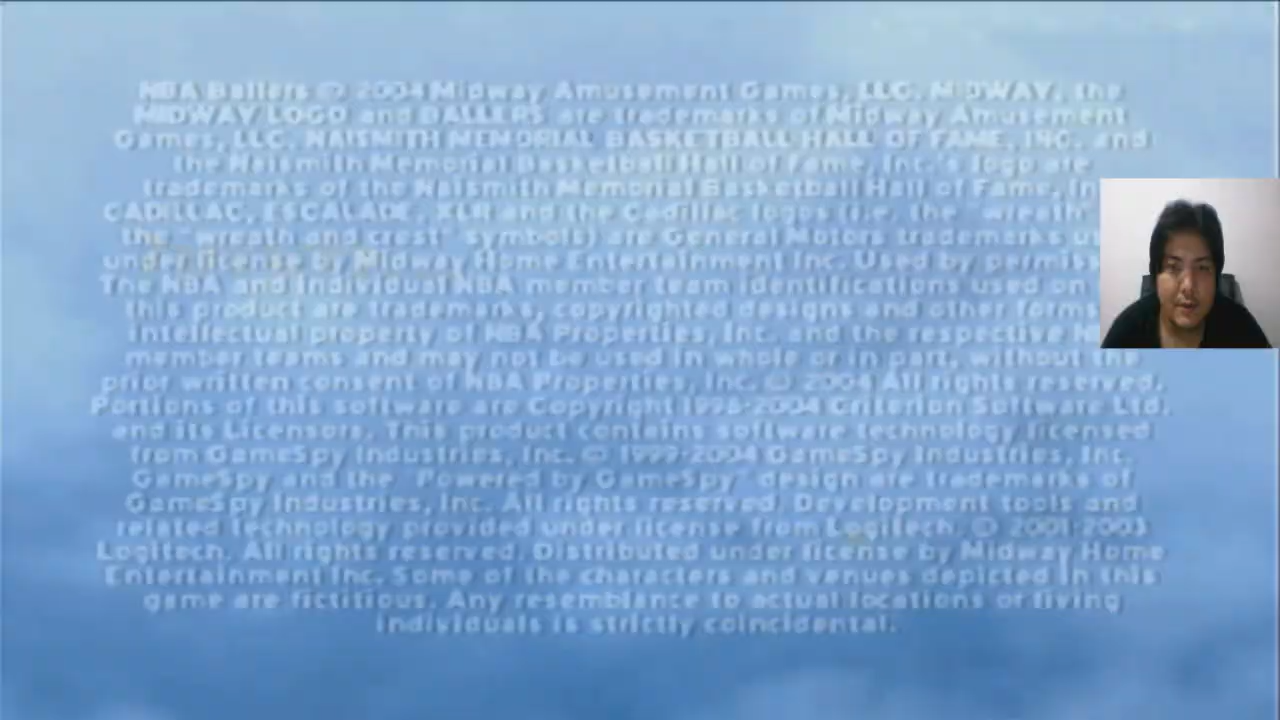 NBA Ballers © 2004 Midway Amusement Games, LLC. MIDWAY, the
MIDWAY LOGO and BALLERS are trademarks of Midway Amusement
Games, LLC. NAISMITH MEMORIAL BASKETBALL HALL OF FAME, INC. and
the Naismith Memorial Basketball Hall of Fame, Inc.'s logo are
trademarks of the Naismith Memorial Basketball Hall of Fame, In
CADILLAC, ESCALADE, XLR and the Cadillac logos (i.e. the "wreath"
the "wreath and crest" symbols) are General Motors trademarks us
under license by Midway Home Entertainment Inc. Used by permiss
The NBA and individual NBA member team identifications used on
this product are trademarks, copyrighted designs and other forms
intellectual property of NBA Properties, Inc. and the respective N
member teams and may not be used in whole or in part, without the
prior written consent of NBA Properties, Inc. © 2004 All rights reserved.
Portions of this software are Copyright 1998-2004 Criterion Software Ltd.
and its Licensors. This product contains software technology licensed
from GameSpy Industries, Inc. © 1999-2004 GameSpy Industries, Inc.
GameSpy and the "Powered by GameSpy" design are trademarks of
GameSpy Industries, Inc. All rights reserved. Development tools and
related technology provided under license from Logitech. © 2001-2003
Logitech. All rights reserved. Distributed under license by Midway Home
Entertainment Inc. Some of the characters and venues depicted in this
game are fictitious. Any resemblance to actual locations or living
individuals is strictly coincidental.